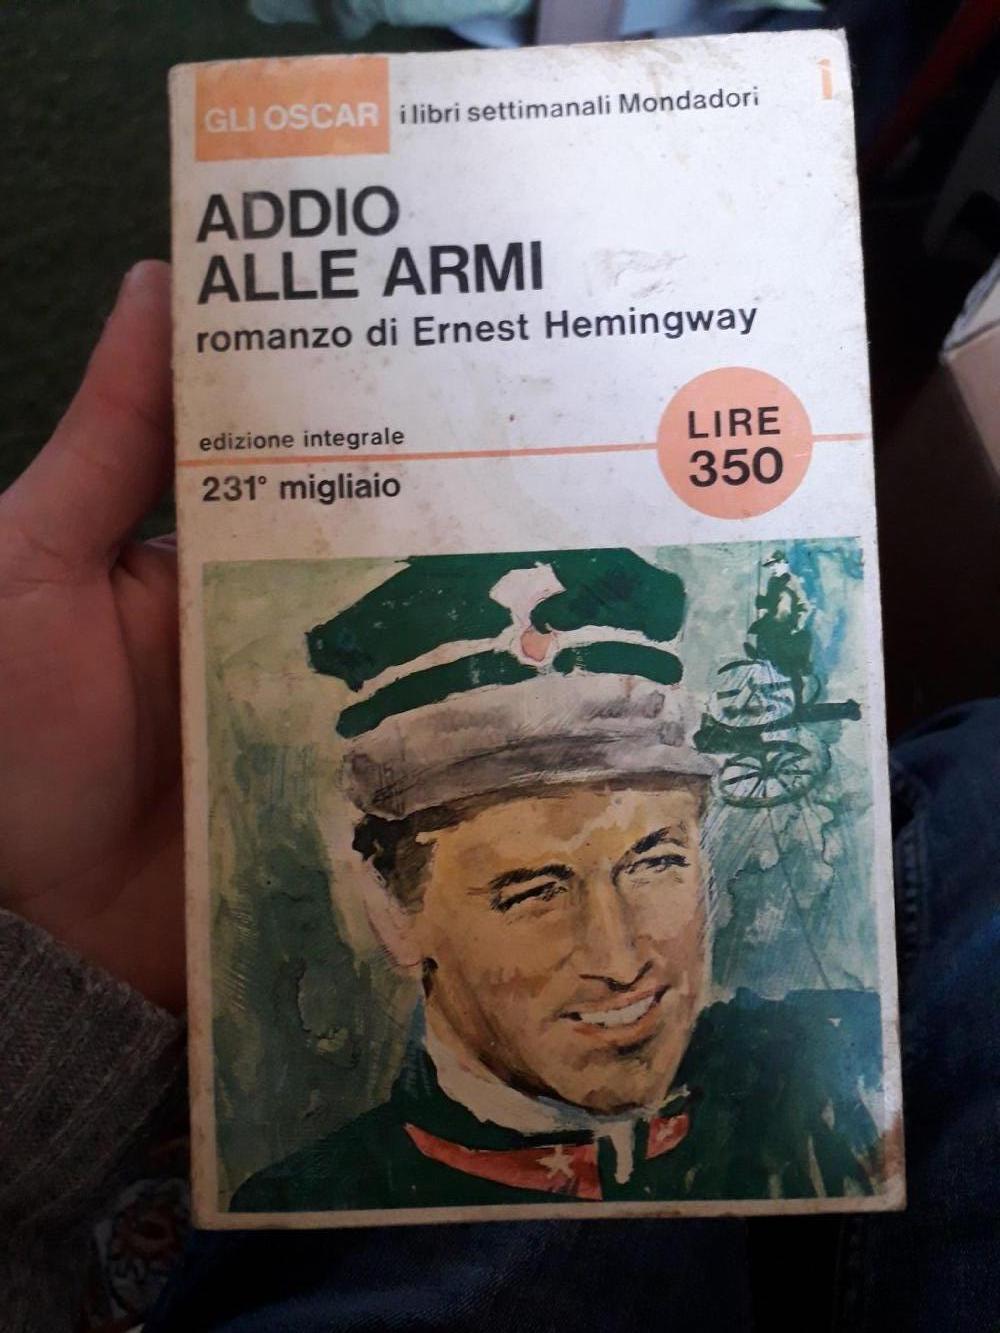 GLI OSCAR i libri settimanali Mondadori 1
ADDIO
ALLE ARMI
romanzo di Ernest Hemingway
edizione integrale
231° migliaio
LIRE
350